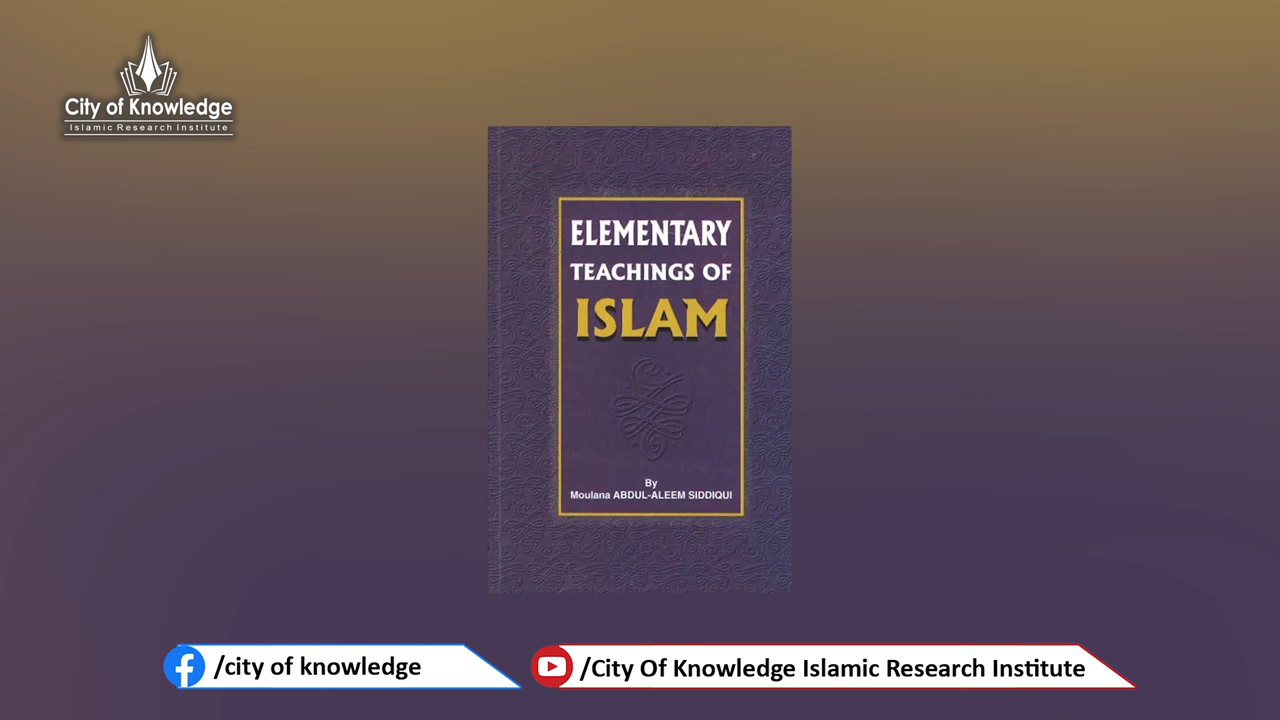 City of Knowledge
Islamic Research Institute
ELEMENTARY
TEACHINGS OF
ISLAM
By
Moulana ABDUL-ALEEM SIDDIQUI
/city of knowledge
/City Of Knowledge Islamic Research Institute